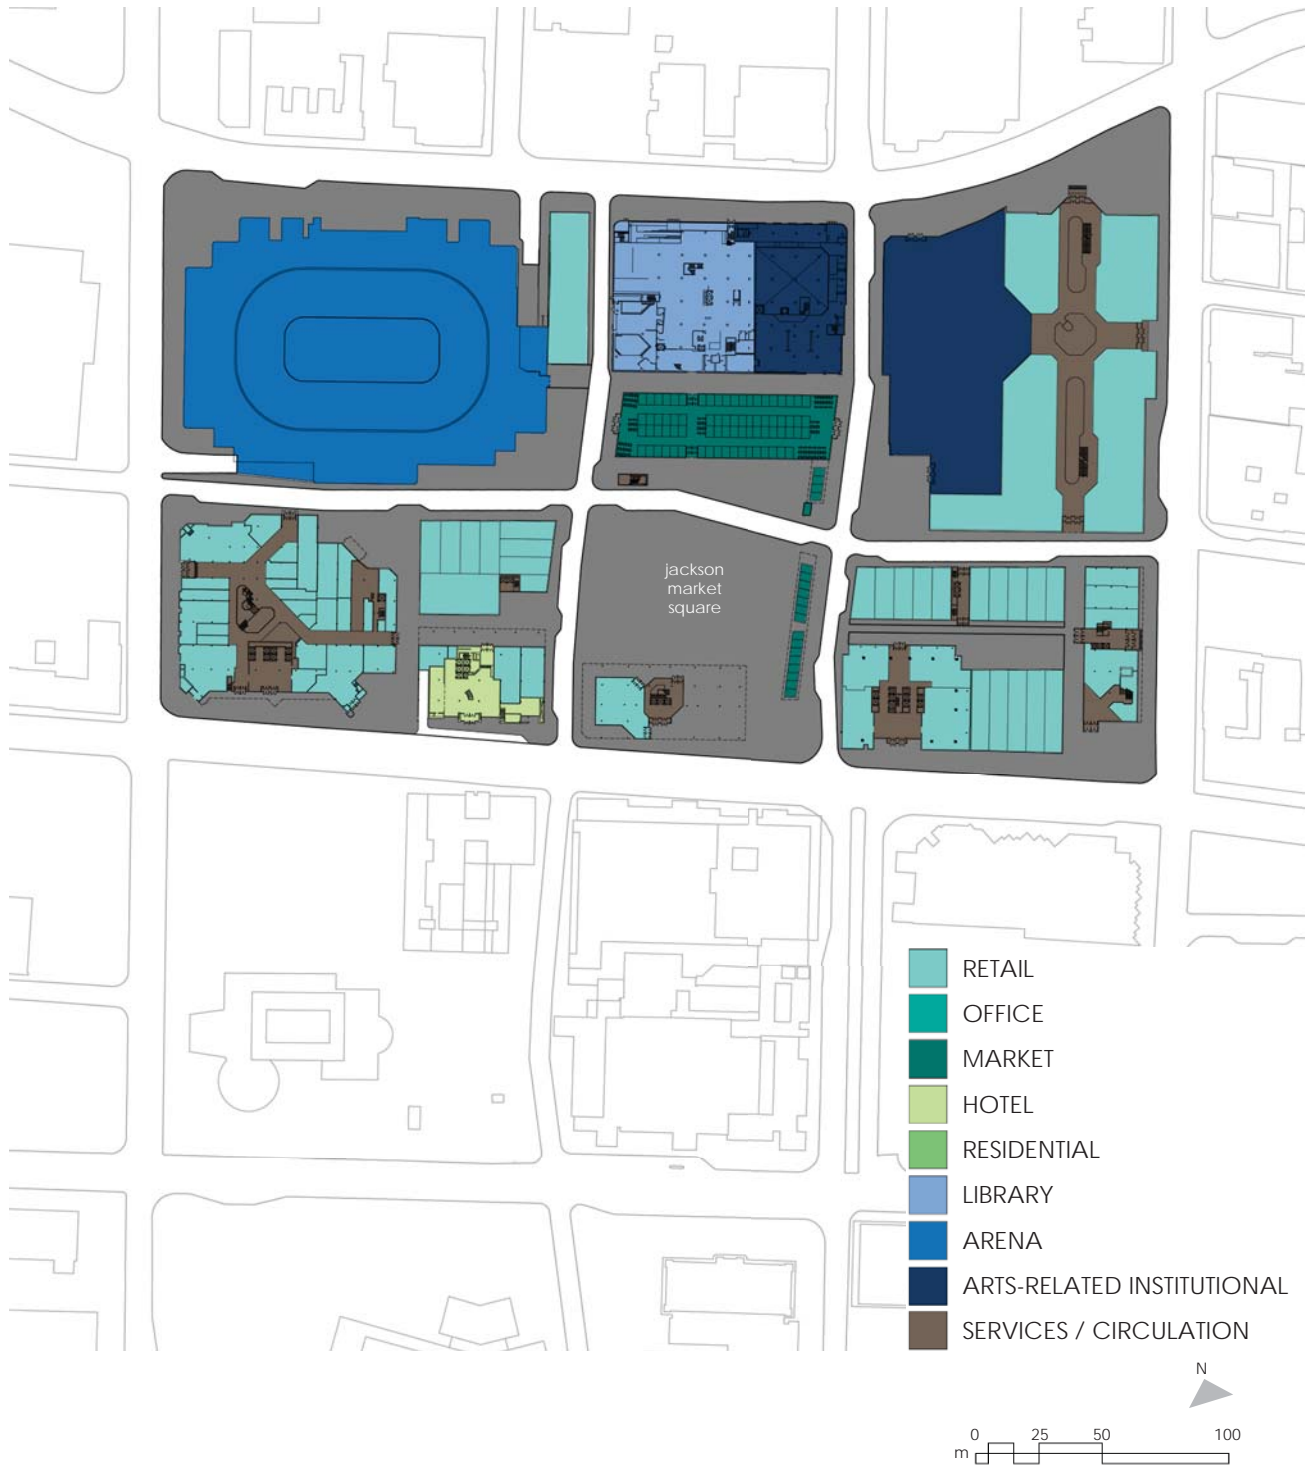 jackson
market
square
RETAIL
OFFICE
MARKET
HOTEL
RESIDENTIAL
LIBRARY
ARENA
ARTS-RELATED INSTITUTIONAL
SERVICES / CIRCULATION
N
0 25 50 100
m